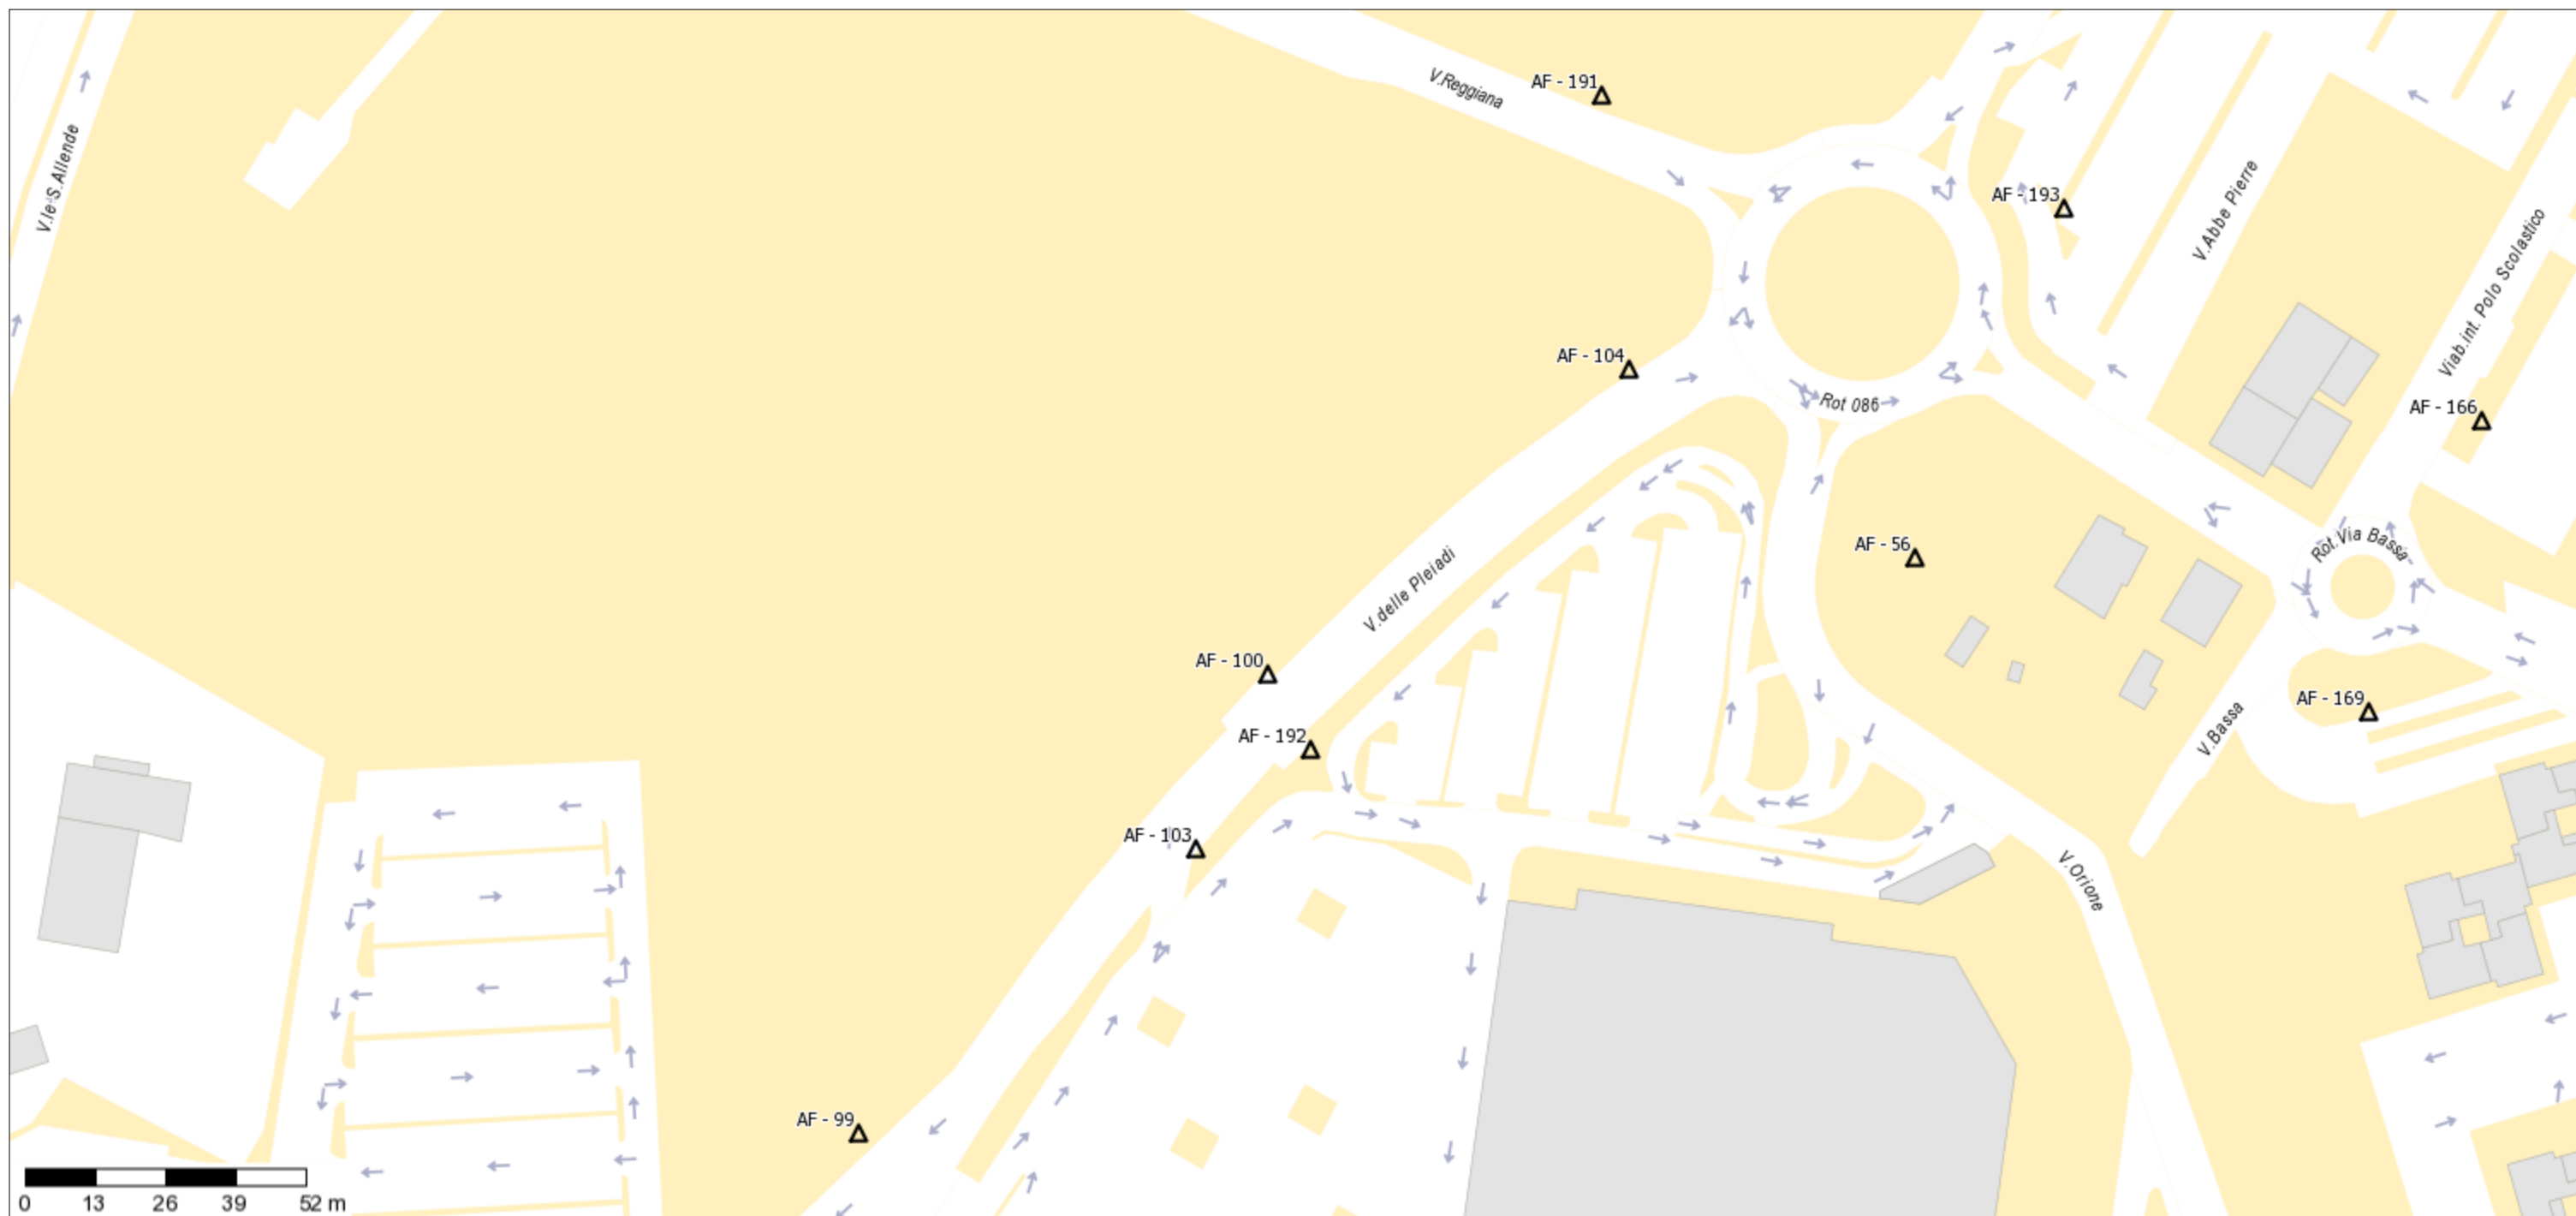 V.Reggiana
AF - 191
V.le S.Allende
AF - 193
V.Abbe Pierre
Viab.int. Polo Scolastico
AF - 104
Rot 086
AF - 166
AF - 56
Rot.Via Bassa
V.delle Pleiadi
AF - 100
AF - 192
AF - 169
V.Bassa
AF - 103
V.Orione
AF - 99
0 13 26 39 52 m